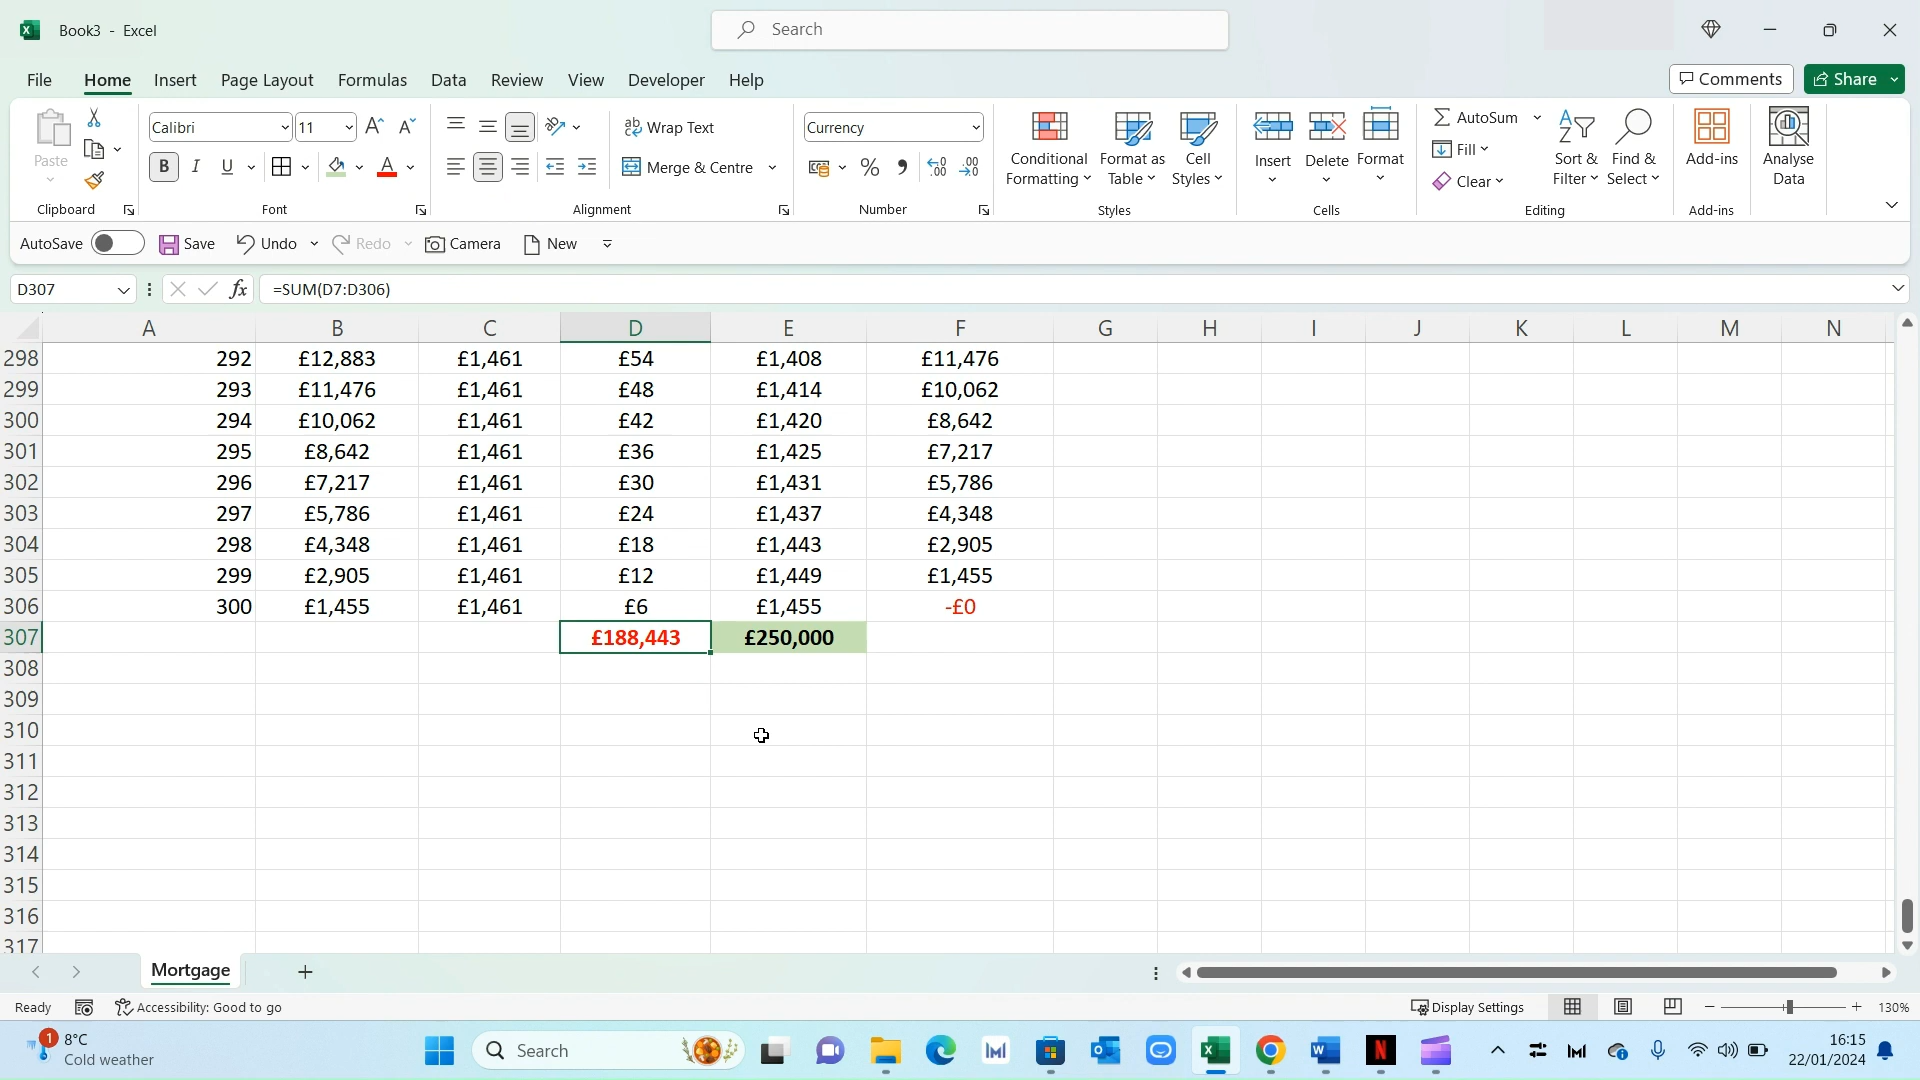 Book3 - Excel
Search
File Home Insert Page Layout Formulas Data Review View Developer Help
Comments Share
Paste
Clipboard
Calibri 11
B I U
Font
Wrap Text
Merge & Centre
Alignment
Currency
% ,
Number
Conditional Formatting
Format as Table
Cell Styles
Styles
Insert Delete Format
Cells
AutoSum
Fill
Clear
Sort & Filter
Find & Select
Editing
Add-ins
Add-ins
Analyse Data
AutoSave Save Undo Redo Camera New
D307 fx =SUM(D7:D306)
A B C D E F G H I J K L M N
298 292 £12,883 £1,461 £54 £1,408 £11,476
299 293 £11,476 £1,461 £48 £1,414 £10,062
300 294 £10,062 £1,461 £42 £1,420 £8,642
301 295 £8,642 £1,461 £36 £1,425 £7,217
302 296 £7,217 £1,461 £30 £1,431 £5,786
303 297 £5,786 £1,461 £24 £1,437 £4,348
304 298 £4,348 £1,461 £18 £1,443 £2,905
305 299 £2,905 £1,461 £12 £1,449 £1,455
306 300 £1,455 £1,461 £6 £1,455 -£0
307 £188,443 £250,000
308
309
310
311
312
313
314
315
316
317
Mortgage
Ready Accessibility: Good to go Display Settings 130%
1 8°C
Cold weather
Search
16:15
22/01/2024